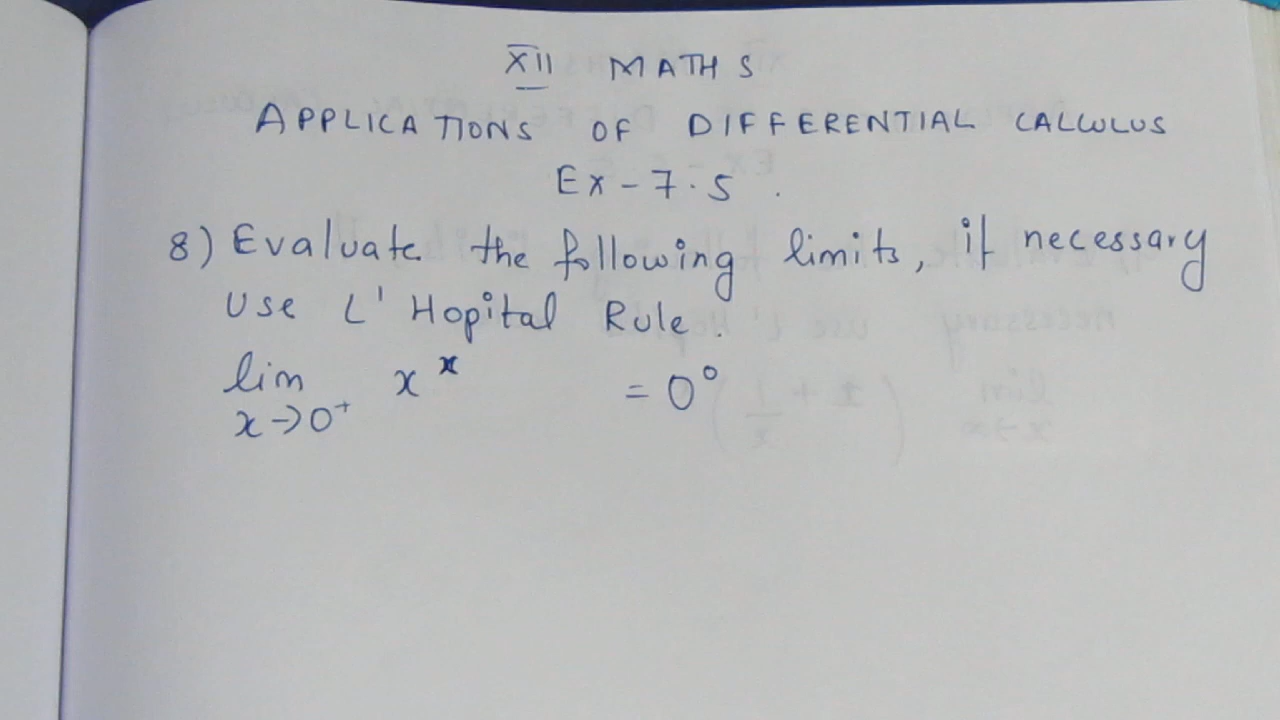 XII MATHS
APPLICATIONS OF DIFFERENTIAL CALCULUS
Ex - 7.5.
8) Evaluate the following limits, if necessary
Use L' Hopital Rule.
lim x^x = 0^0
x→0+